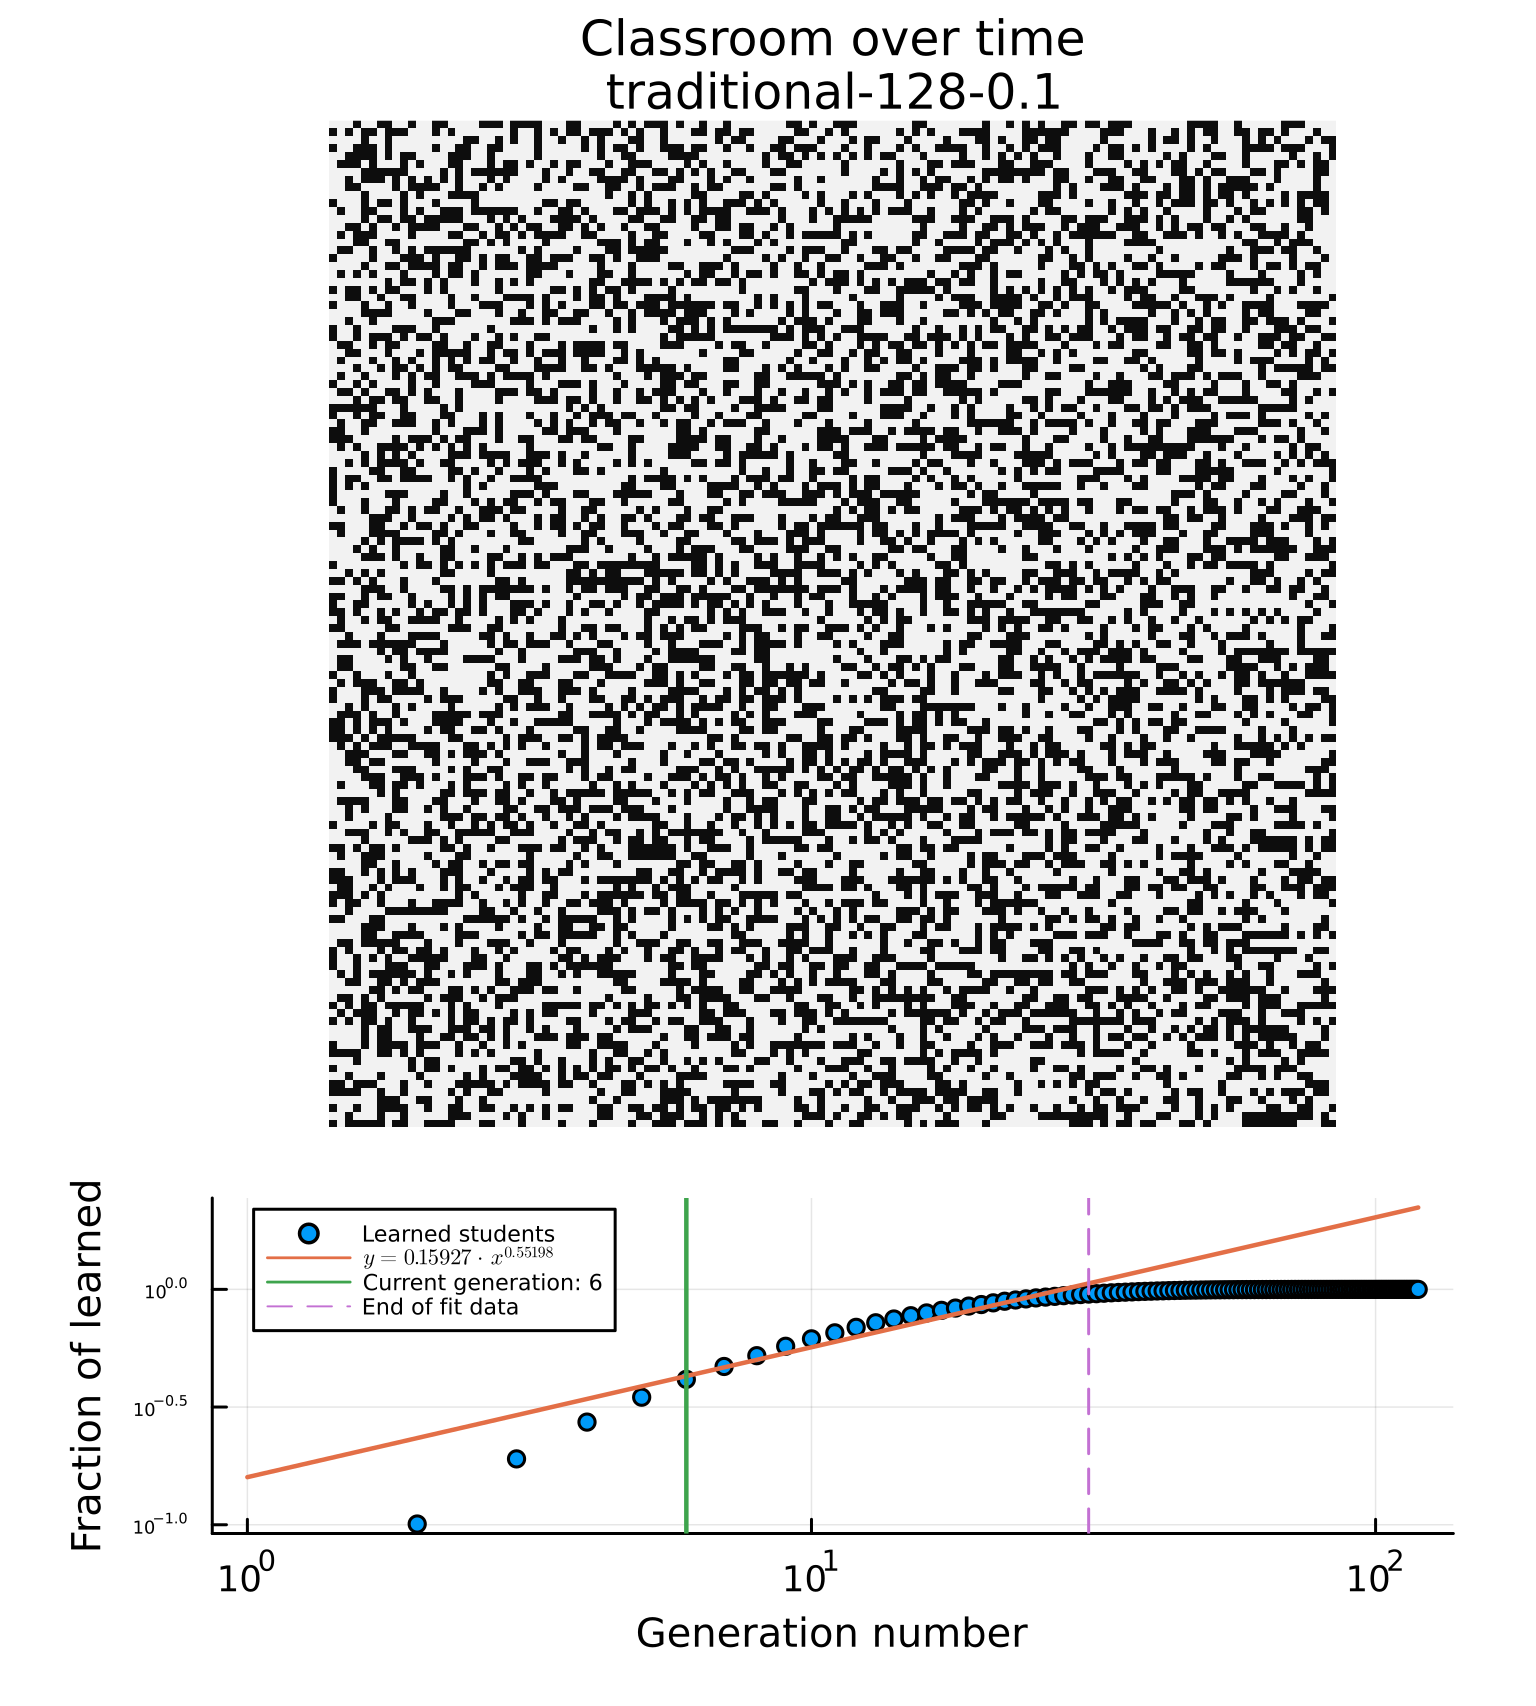 Classroom over time
traditional-128-0.1
Fraction of learned
Learned students
y = 0.15927 · x^0.55198
Current generation: 6
End of fit data
10^0.0
10^−0.5
10^−1.0
10^0
10^1
10^2
Generation number